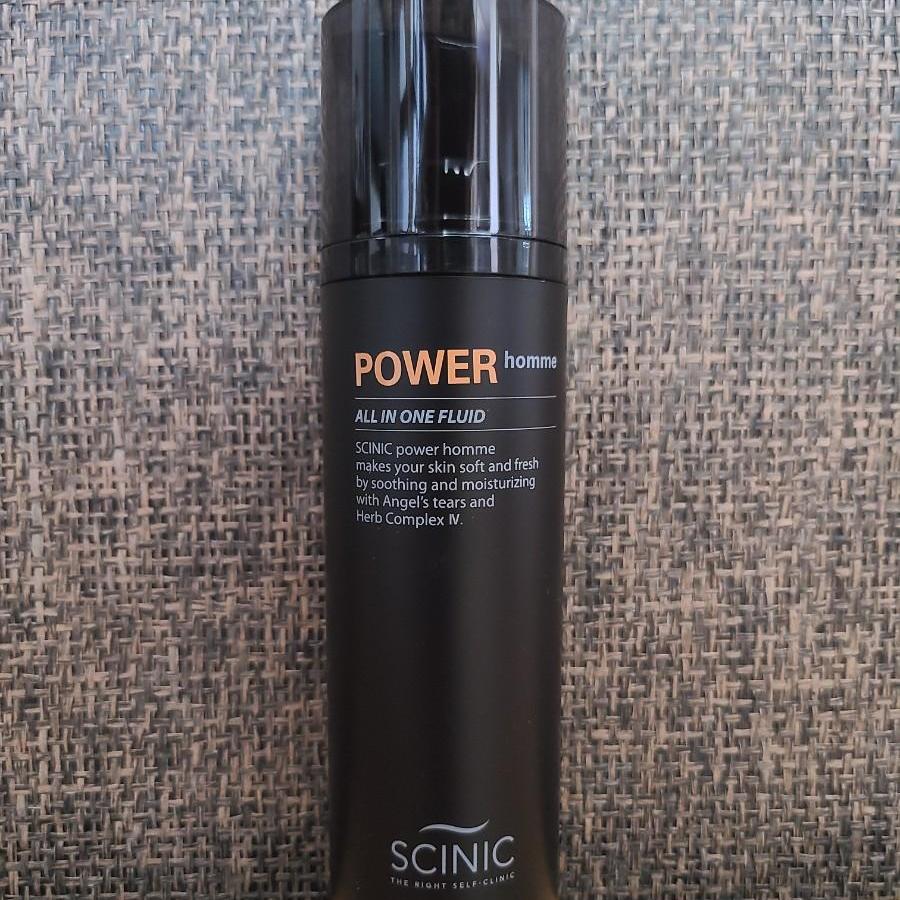 POWER homme
ALL IN ONE FLUID
SCINIC power homme
makes your skin soft and fresh
by soothing and moisturizing
with Angel's tears and
Herb Complex Ⅳ.
SCINIC
THE RIGHT SELF-CLINIC